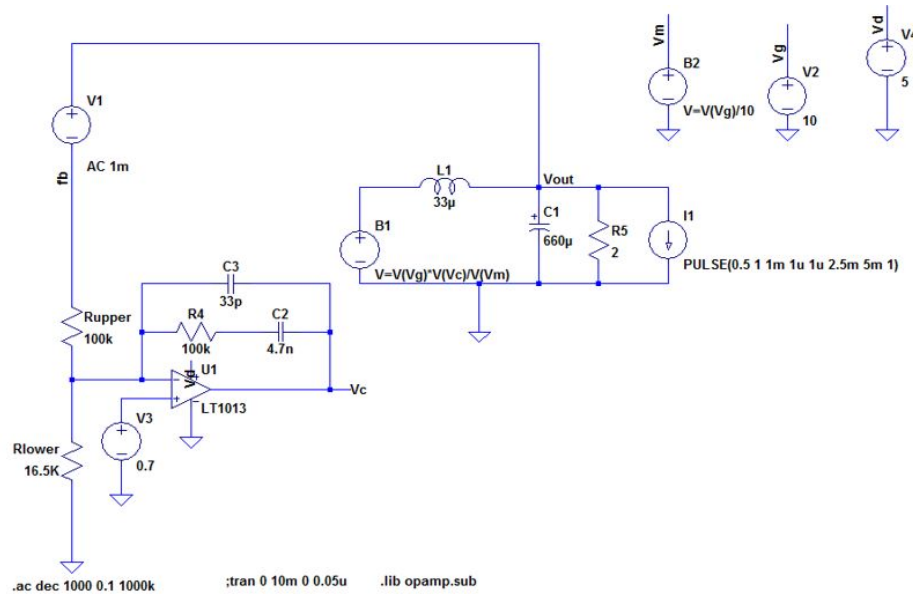 V1
AC 1m
fb
Rupper
100k
Rlower
16.5K
C3
33p
R4
100k
C2
4.7n
Vd
U1
LT1013
Vc
V3
0.7
L1
33µ
B1
V=V(Vg)*V(Vc)/V(Vm)
Vout
C1
660µ
R5
2
I1
PULSE(0.5 1 1m 1u 1u 2.5m 5m 1)
Vm
B2
V=V(Vg)/10
Vg
V2
10
Vd
V4
5
.ac dec 1000 0.1 1000k
;tran 0 10m 0 0.05u
.lib opamp.sub